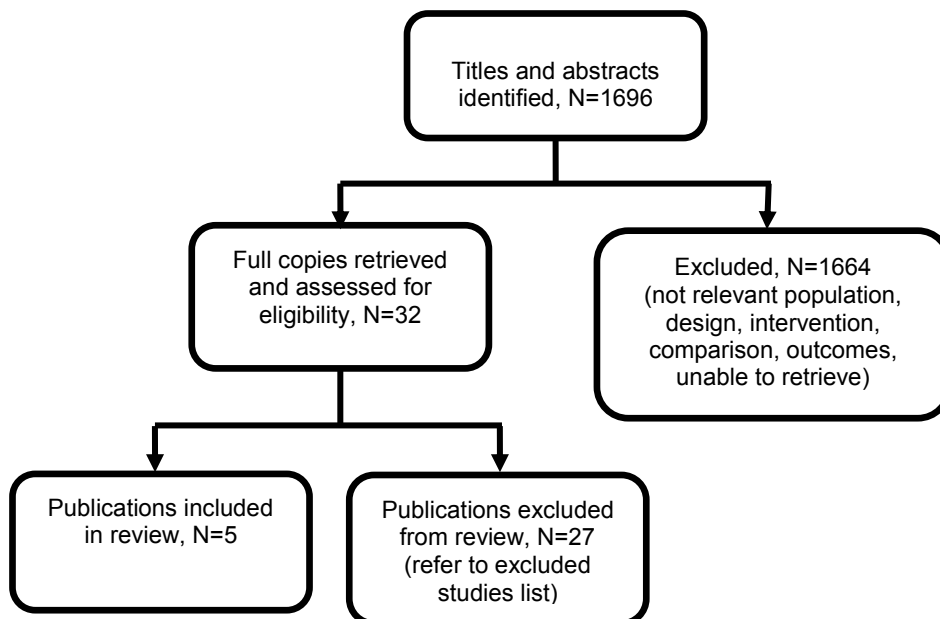 Titles and abstracts
identified, N=1696
Full copies retrieved
and assessed for
eligibility, N=32
Excluded, N=1664
(not relevant population,
design, intervention,
comparison, outcomes,
unable to retrieve)
Publications included
in review, N=5
Publications excluded
from review, N=27
(refer to excluded
studies list)